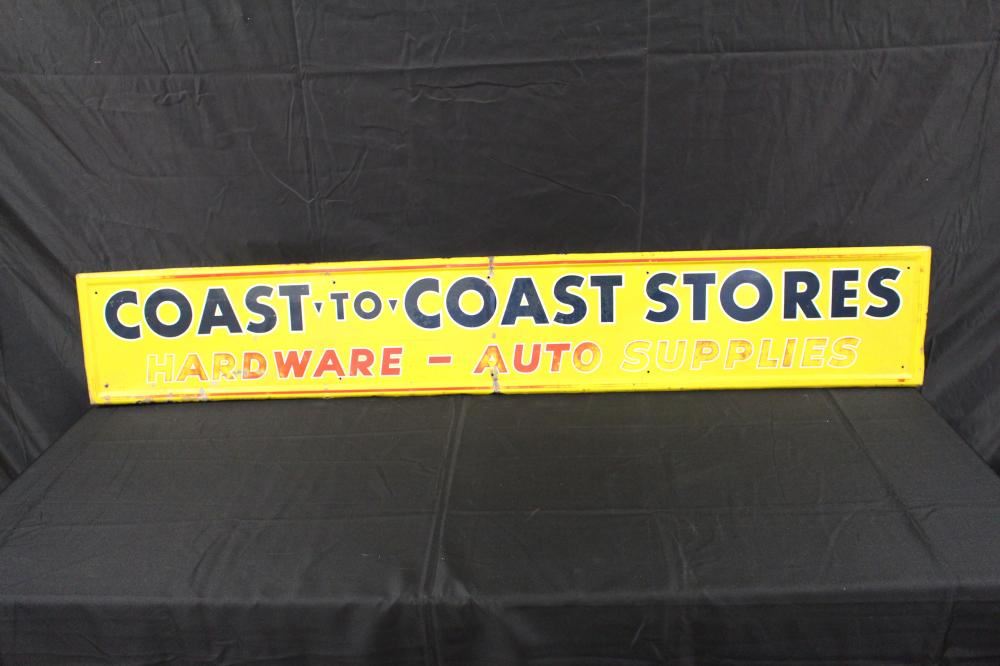 COAST TO COAST STORES
HARDWARE - AUTO SUPPLIES